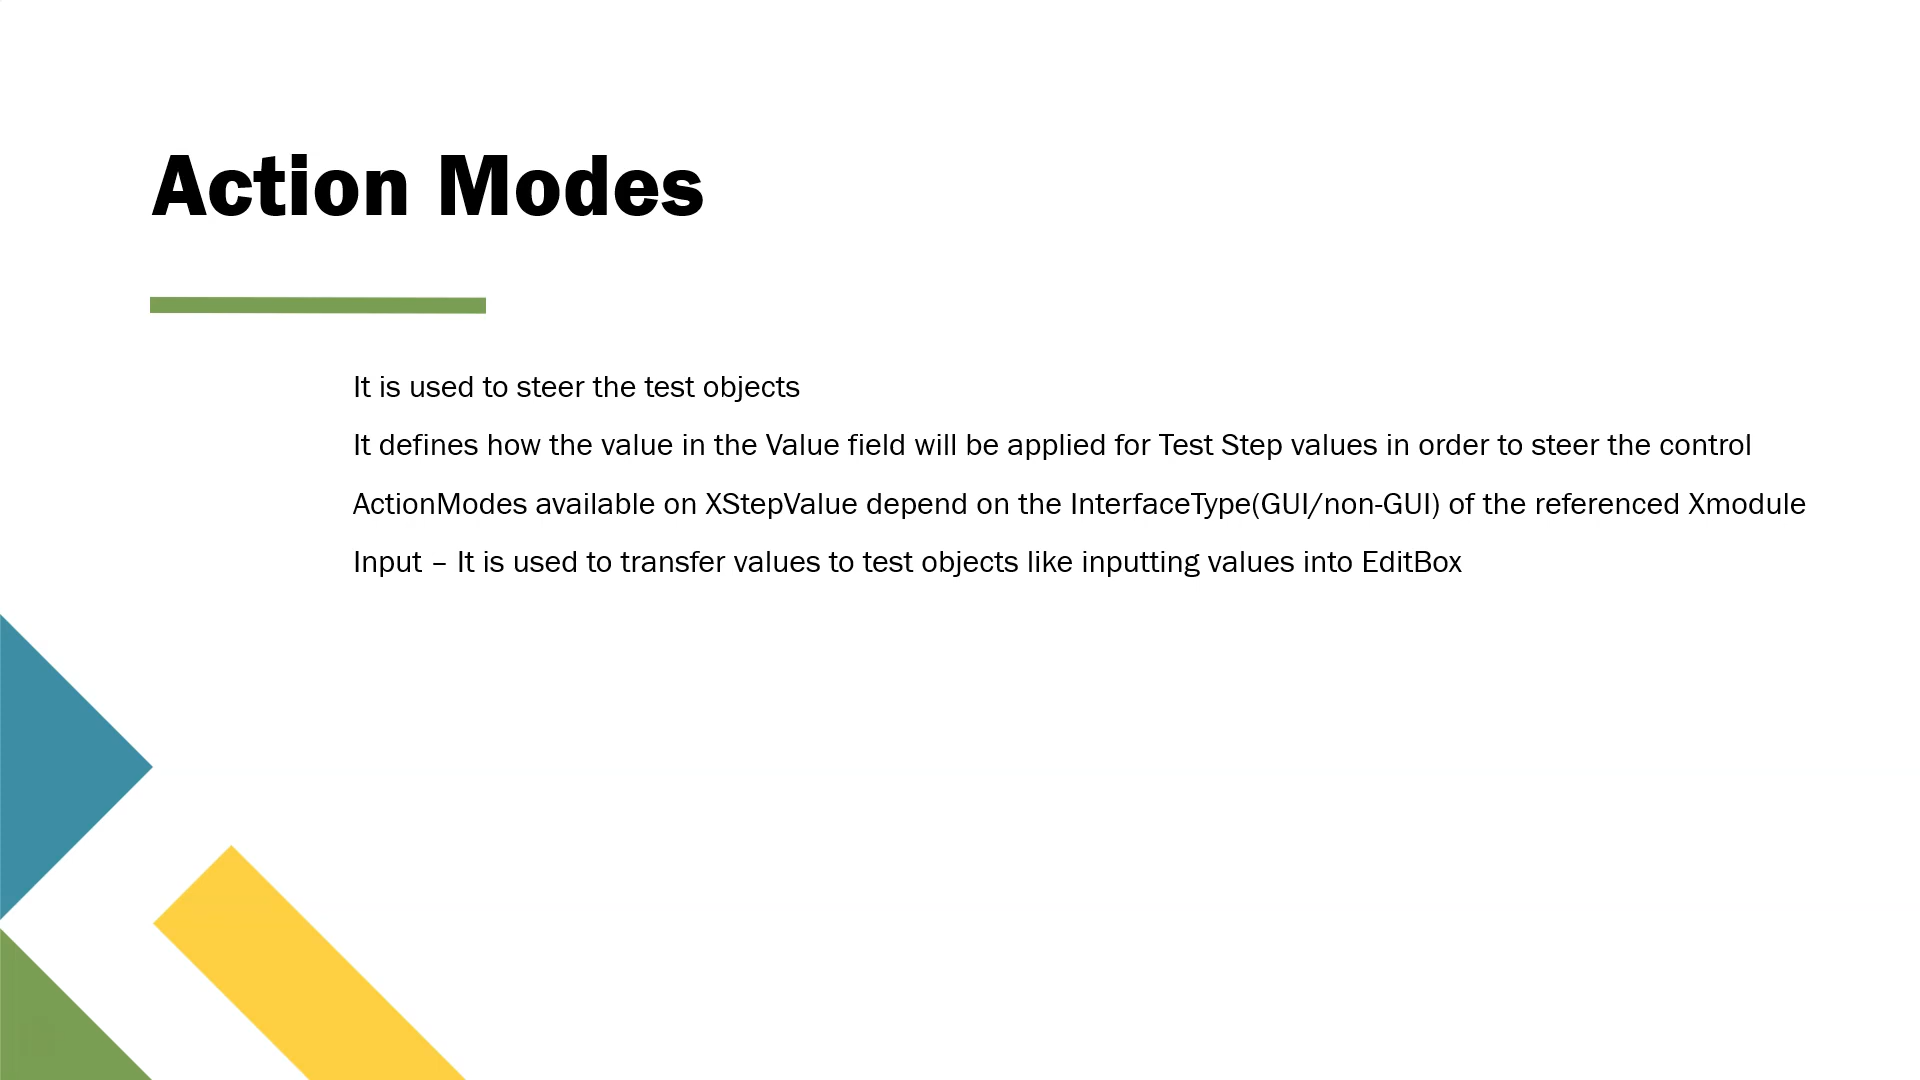 Action Modes
It is used to steer the test objects
It defines how the value in the Value field will be applied for Test Step values in order to steer the control
ActionModes available on XStepValue depend on the InterfaceType(GUI/non-GUI) of the referenced Xmodule
Input – It is used to transfer values to test objects like inputting values into EditBox